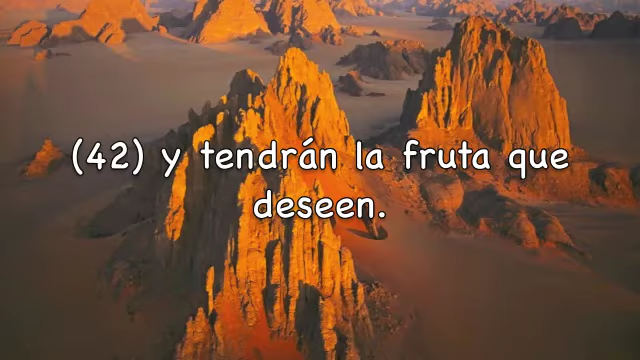 (42) y tendrán la fruta que
deseen.